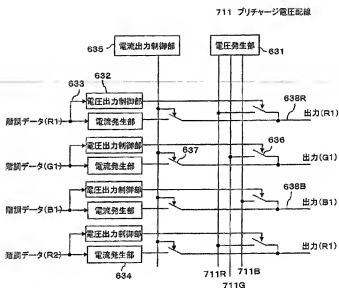 711 プリチャージ電圧配線
635
電流出力制御部
電圧発生部
631
633
632
電圧出力制御部
638R
階調データ(R1)
電流発生部
出力(R1)
電圧出力制御部
636
階調データ(G1)
電流発生部
637
出力(G1)
電圧出力制御部
638B
階調データ(B1)
電流発生部
出力(B1)
電圧出力制御部
階調データ(R2)
電流発生部
出力(R1)
634
711R
711B
711G